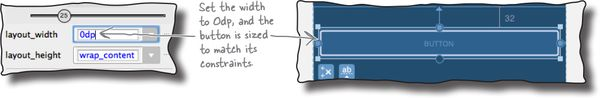 25
layout_width
0dp
layout_height
wrap_content
Set the width
to 0dp, and the
button is sized
to match its
constraints.
32
BUTTON
ab